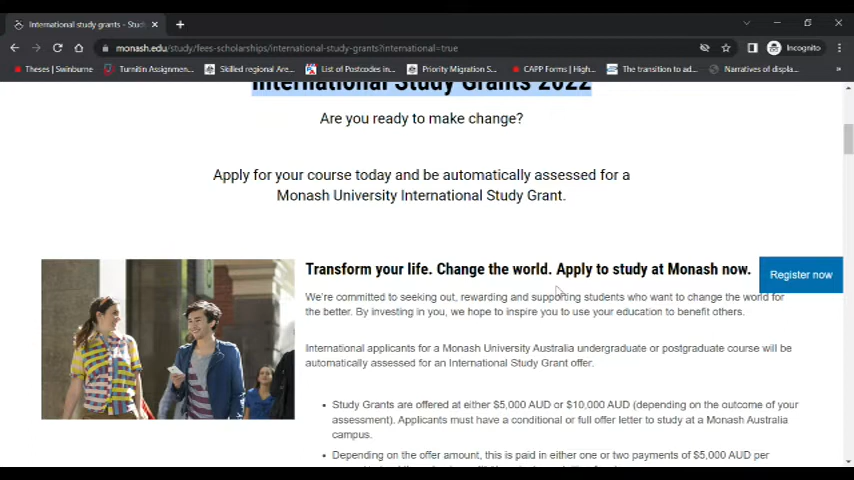 International study grants - Stud
monash.edu/study/fees-scholarships/international-study-grants?international=true
Incognito
Theses | Swinburne
Turnitin Assignmen...
Skilled regional Are...
List of Postcodes in...
Priority Migration S...
CAPP Forms | High...
The transition to ad...
Narratives of displa...
»
International Study Grants 2022
Are you ready to make change?
Apply for your course today and be automatically assessed for a
Monash University International Study Grant.
Transform your life. Change the world. Apply to study at Monash now.
Register now
We're committed to seeking out, rewarding and supporting students who want to change the world for
the better. By investing in you, we hope to inspire you to use your education to benefit others.
International applicants for a Monash University Australia undergraduate or postgraduate course will be
automatically assessed for an International Study Grant offer.
• Study Grants are offered at either $5,000 AUD or $10,000 AUD (depending on the outcome of your
assessment). Applicants must have a conditional or full offer letter to study at a Monash Australia
campus.
• Depending on the offer amount, this is paid in either one or two payments of $5,000 AUD per